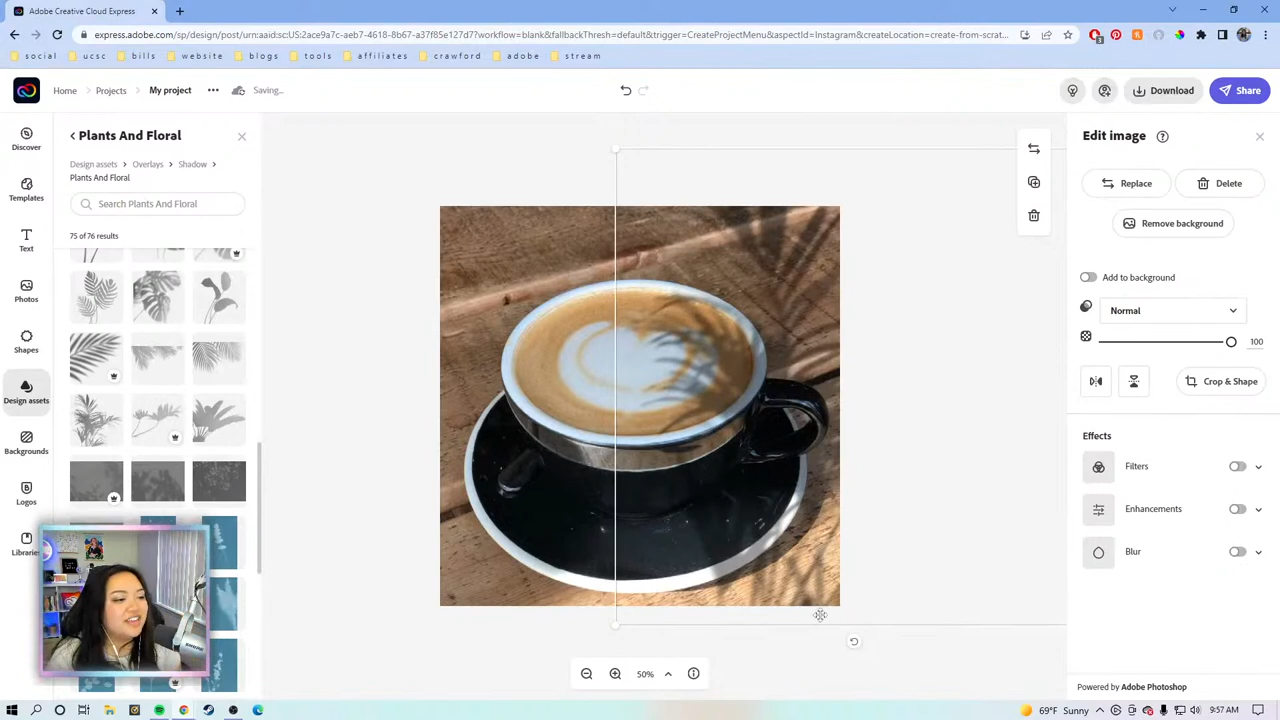 Adobe Creative Cloud Express
express.adobe.com/sp/design/post/urn:aaid:scUS:2ace9a7c-aeb7-4618-8b67-a37f85e127d7?workflow=blank&fallbackThresh=default&trigger=CreateProjectMenu&aspectId=Instagram&createLocation=create-from-scrat...
social ucsc bills website blogs tools affiliates crawford adobe stream
Home Projects My project Saving... Download Share
Discover
Templates
Text
Photos
Shapes
Design assets
Backgrounds
Logos
Libraries
Plants And Floral
Design assets > Overlays > Shadow >
Plants And Floral
Search Plants And Floral
75 of 76 results
50%
Edit image
Replace Delete
Remove background
Add to background
Normal
100
Crop & Shape
Effects
Filters
Enhancements
Blur
Powered by Adobe Photoshop
69°F Sunny 9:57 AM